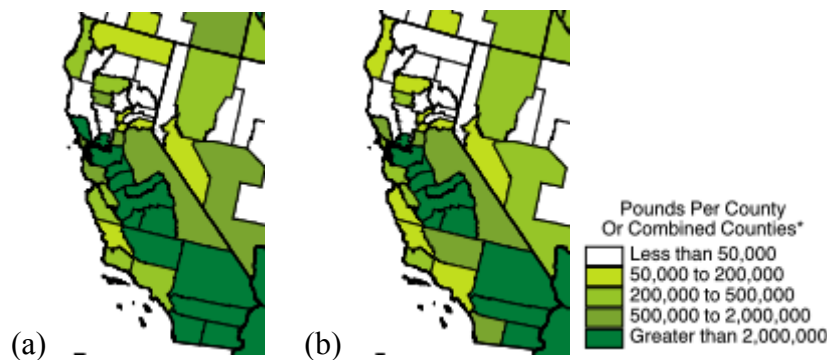 (a)
(b)
Pounds Per County
Or Combined Counties*
Less than 50,000
50,000 to 200,000
200,000 to 500,000
500,000 to 2,000,000
Greater than 2,000,000